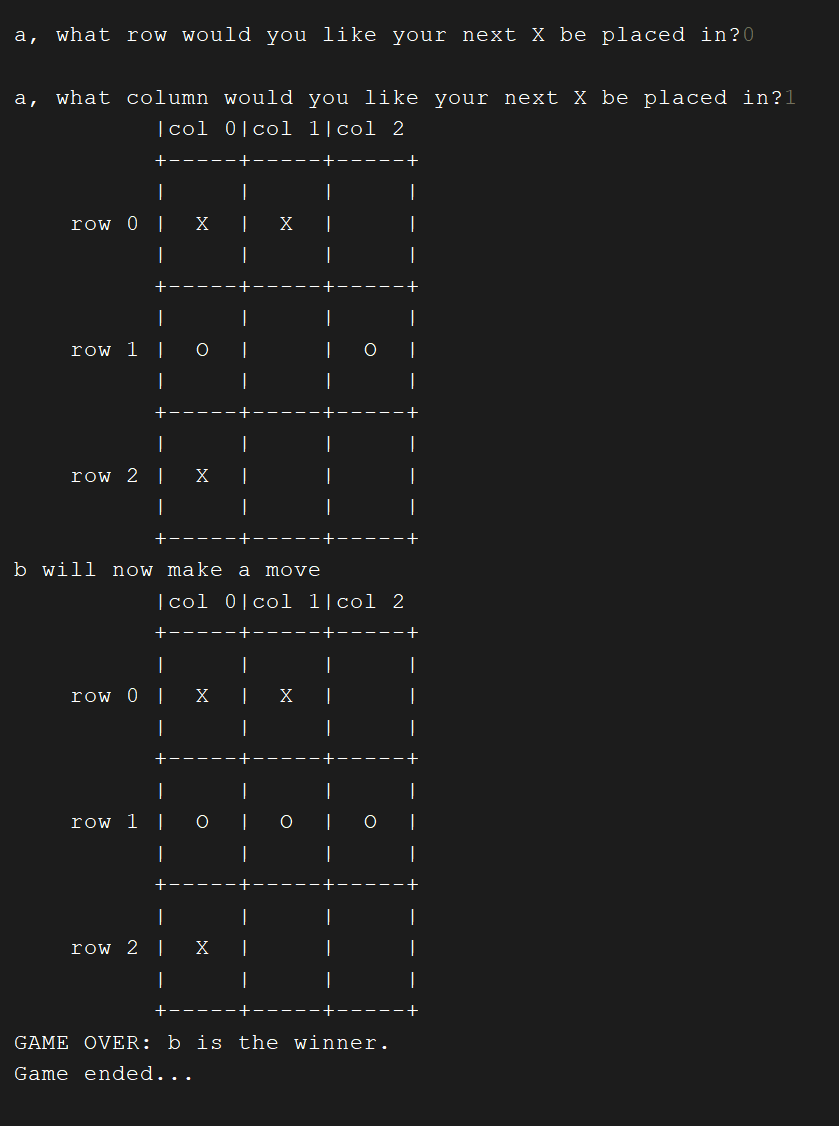 a, what row would you like your next X be placed in?0

a, what column would you like your next X be placed in?1
          |col 0|col 1|col 2
          +-----+-----+-----+
          |     |     |     |
    row 0 |  X  |  X  |     |
          |     |     |     |
          +-----+-----+-----+
          |     |     |     |
    row 1 |  O  |     |  O  |
          |     |     |     |
          +-----+-----+-----+
          |     |     |     |
    row 2 |  X  |     |     |
          |     |     |     |
          +-----+-----+-----+
b will now make a move
          |col 0|col 1|col 2
          +-----+-----+-----+
          |     |     |     |
    row 0 |  X  |  X  |     |
          |     |     |     |
          +-----+-----+-----+
          |     |     |     |
    row 1 |  O  |  O  |  O  |
          |     |     |     |
          +-----+-----+-----+
          |     |     |     |
    row 2 |  X  |     |     |
          |     |     |     |
          +-----+-----+-----+
GAME OVER: b is the winner.
Game ended...